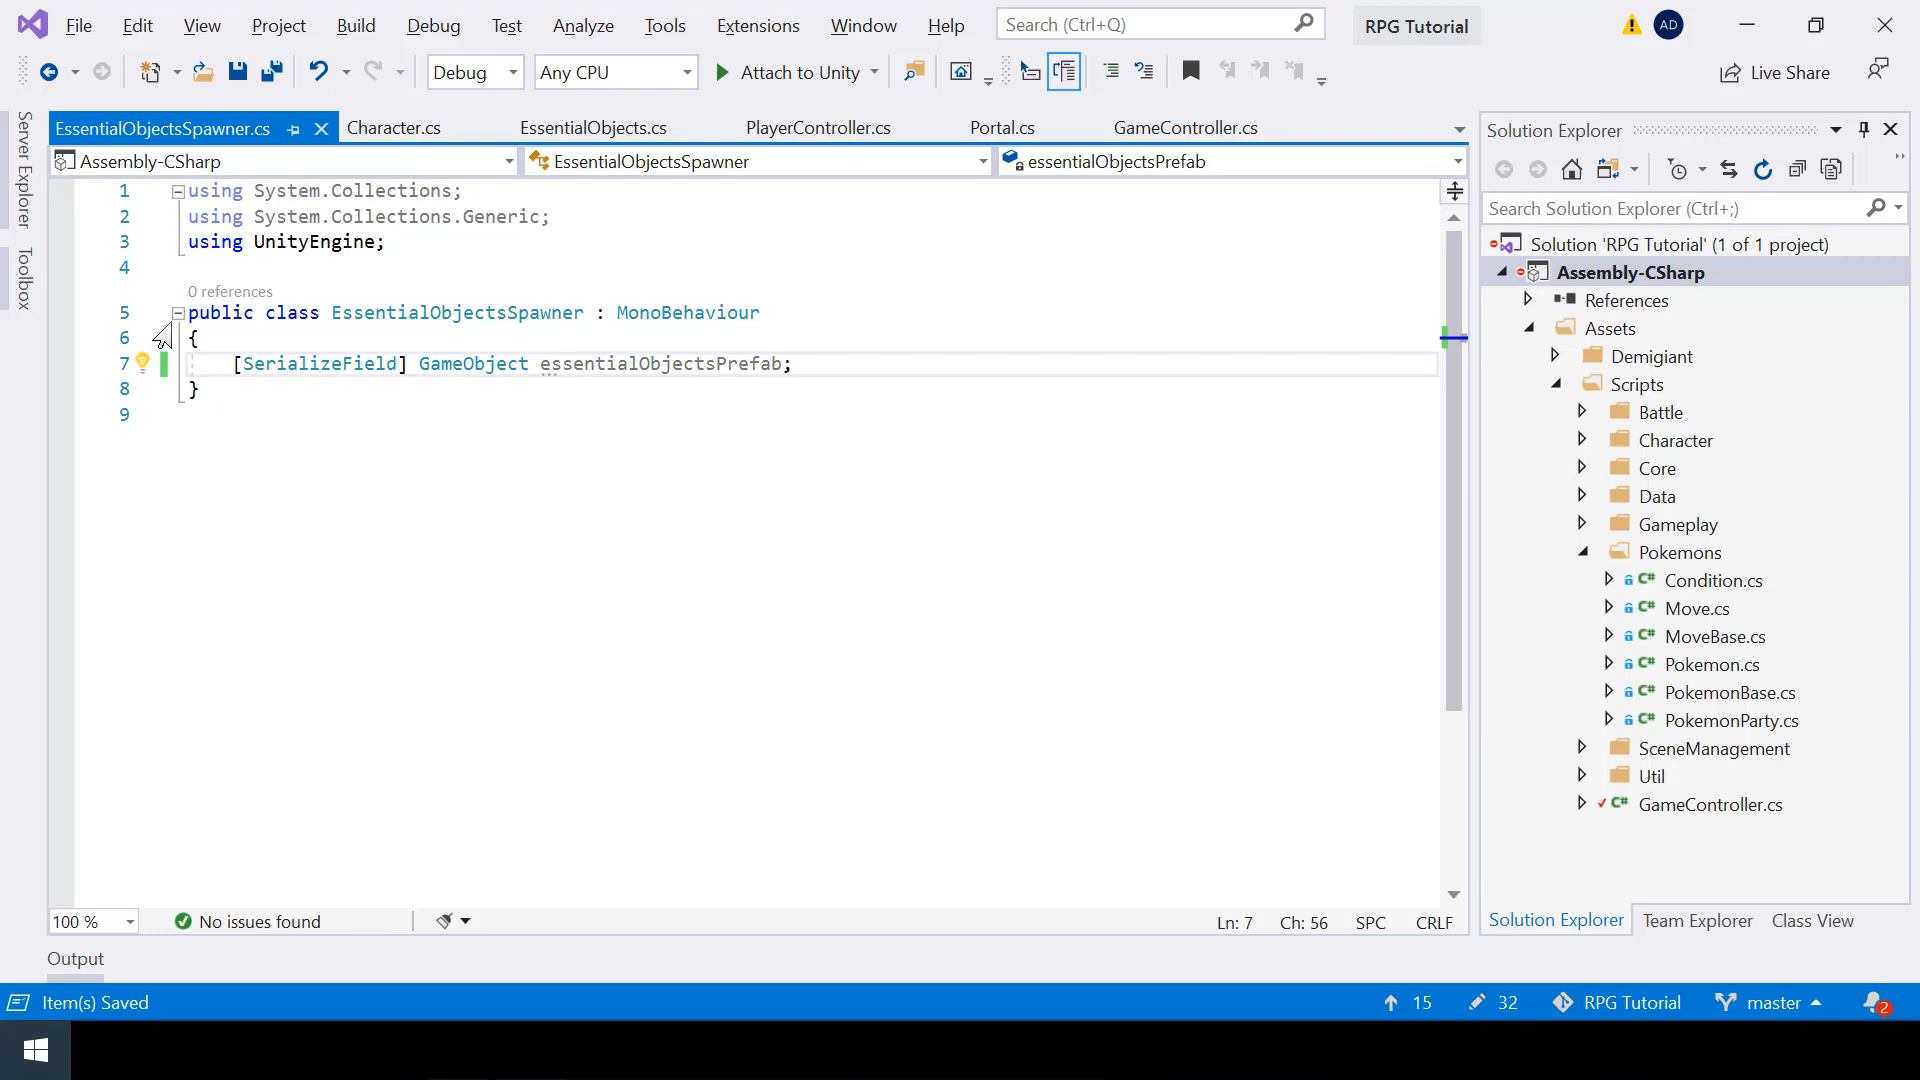 File Edit View Project Build Debug Test Analyze Tools Extensions Window Help Search (Ctrl+Q) RPG Tutorial AD
Debug Any CPU Attach to Unity Live Share
Server Explorer
Toolbox
EssentialObjectsSpawner.cs Character.cs EssentialObjects.cs PlayerController.cs Portal.cs GameController.cs
Assembly-CSharp EssentialObjectsSpawner essentialObjectsPrefab
1 using System.Collections;
2 using System.Collections.Generic;
3 using UnityEngine;
4
0 references
5 public class EssentialObjectsSpawner : MonoBehaviour
6 {
7 [SerializeField] GameObject essentialObjectsPrefab;
8 }
9
100 % No issues found Ln: 7 Ch: 56 SPC CRLF
Solution Explorer
Search Solution Explorer (Ctrl+;)
Solution 'RPG Tutorial' (1 of 1 project)
Assembly-CSharp
References
Assets
Demigiant
Scripts
Battle
Character
Core
Data
Gameplay
Pokemons
C# Condition.cs
C# Move.cs
C# MoveBase.cs
C# Pokemon.cs
C# PokemonBase.cs
C# PokemonParty.cs
SceneManagement
Util
C# GameController.cs
Solution Explorer Team Explorer Class View
Output
Item(s) Saved 15 32 RPG Tutorial master 2